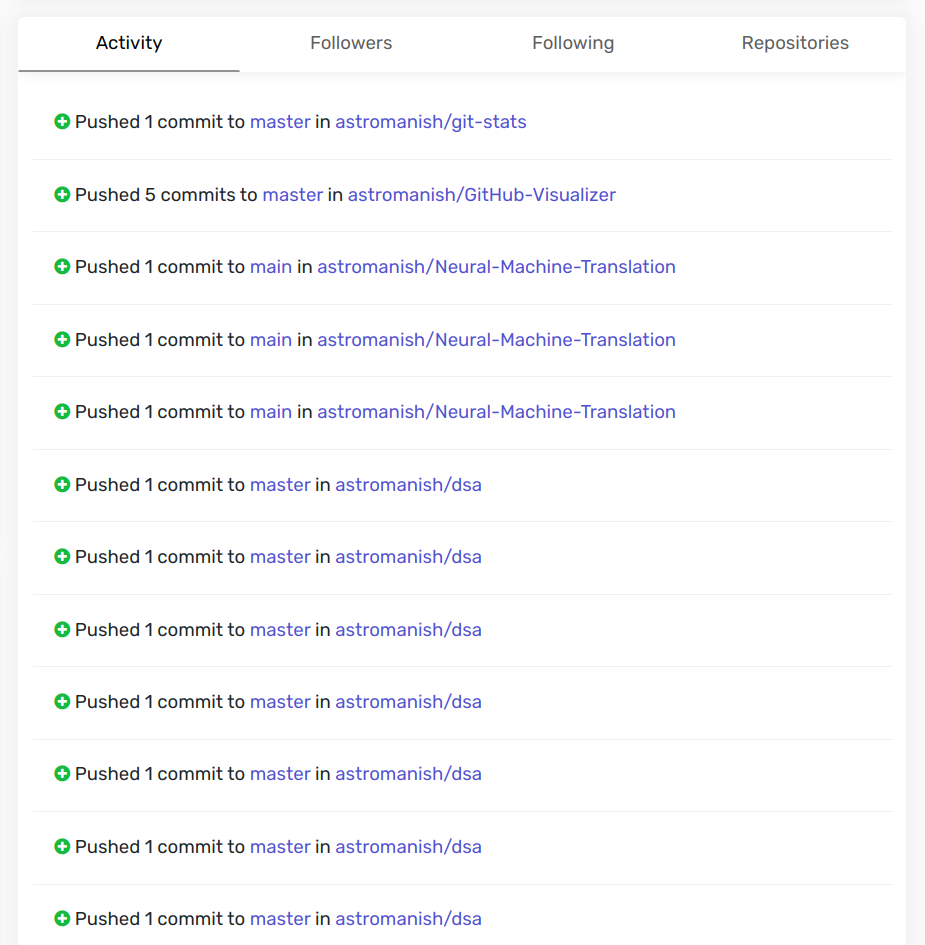 Activity Followers Following Repositories
Pushed 1 commit to master in astromanish/git-stats
Pushed 5 commits to master in astromanish/GitHub-Visualizer
Pushed 1 commit to main in astromanish/Neural-Machine-Translation
Pushed 1 commit to main in astromanish/Neural-Machine-Translation
Pushed 1 commit to main in astromanish/Neural-Machine-Translation
Pushed 1 commit to master in astromanish/dsa
Pushed 1 commit to master in astromanish/dsa
Pushed 1 commit to master in astromanish/dsa
Pushed 1 commit to master in astromanish/dsa
Pushed 1 commit to master in astromanish/dsa
Pushed 1 commit to master in astromanish/dsa
Pushed 1 commit to master in astromanish/dsa